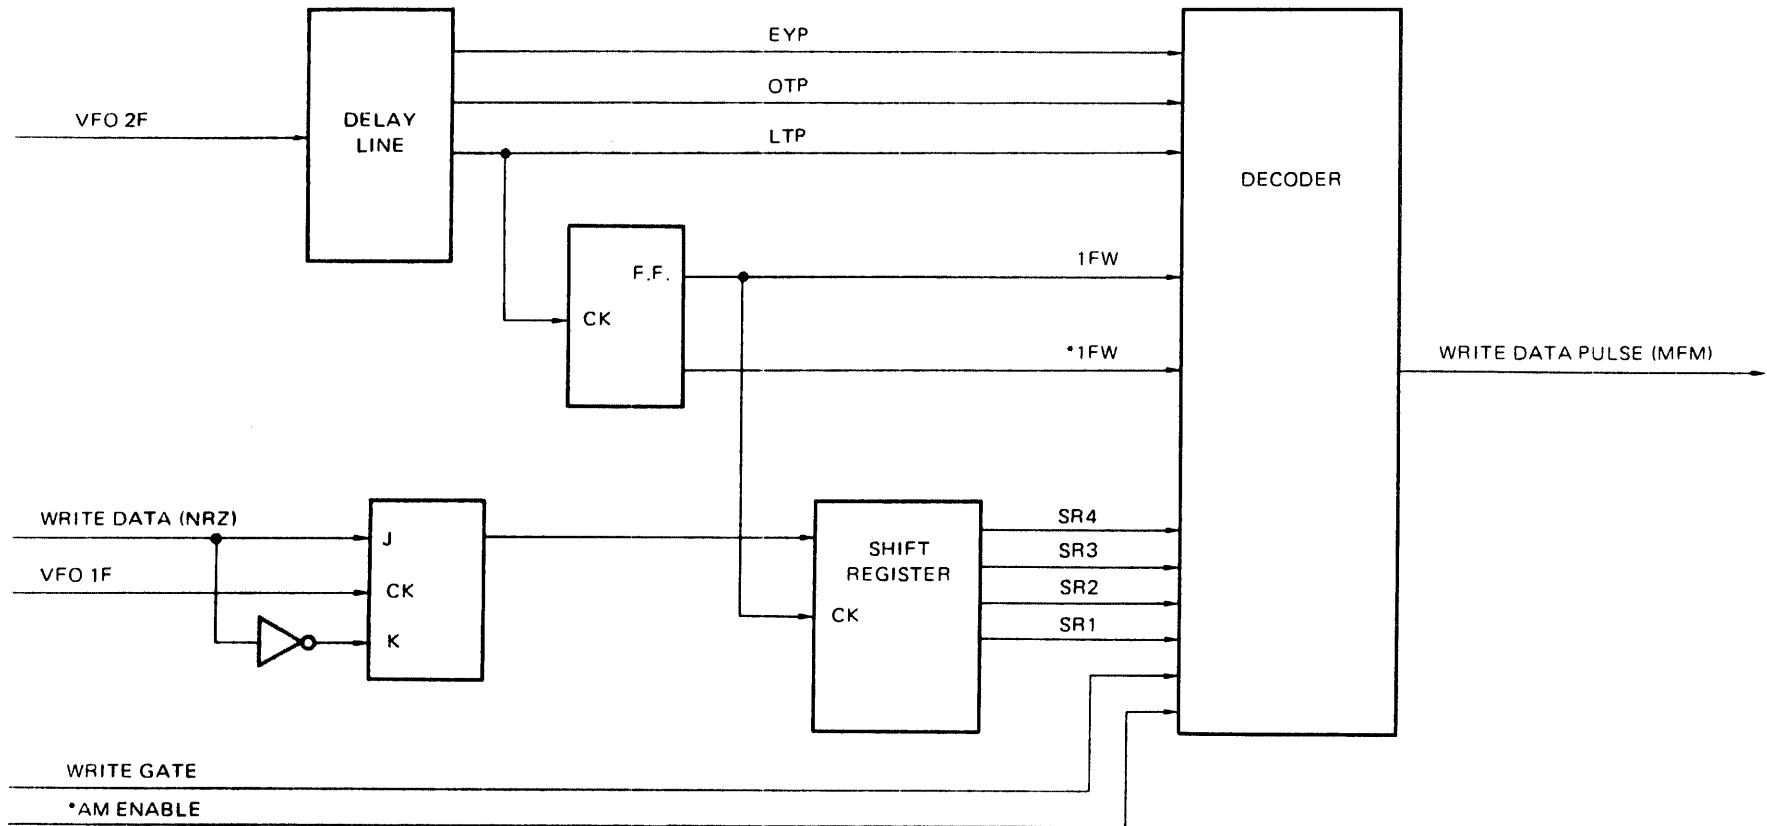 EYP
OTP
VFO 2F
DELAY
LINE
LTP
DECODER
F.F.
1FW
CK
*1FW
WRITE DATA PULSE (MFM)
WRITE DATA (NRZ)
J
SHIFT
REGISTER
SR4
SR3
VFO 1F
CK
SR2
CK
SR1
K
WRITE GATE
*AM ENABLE